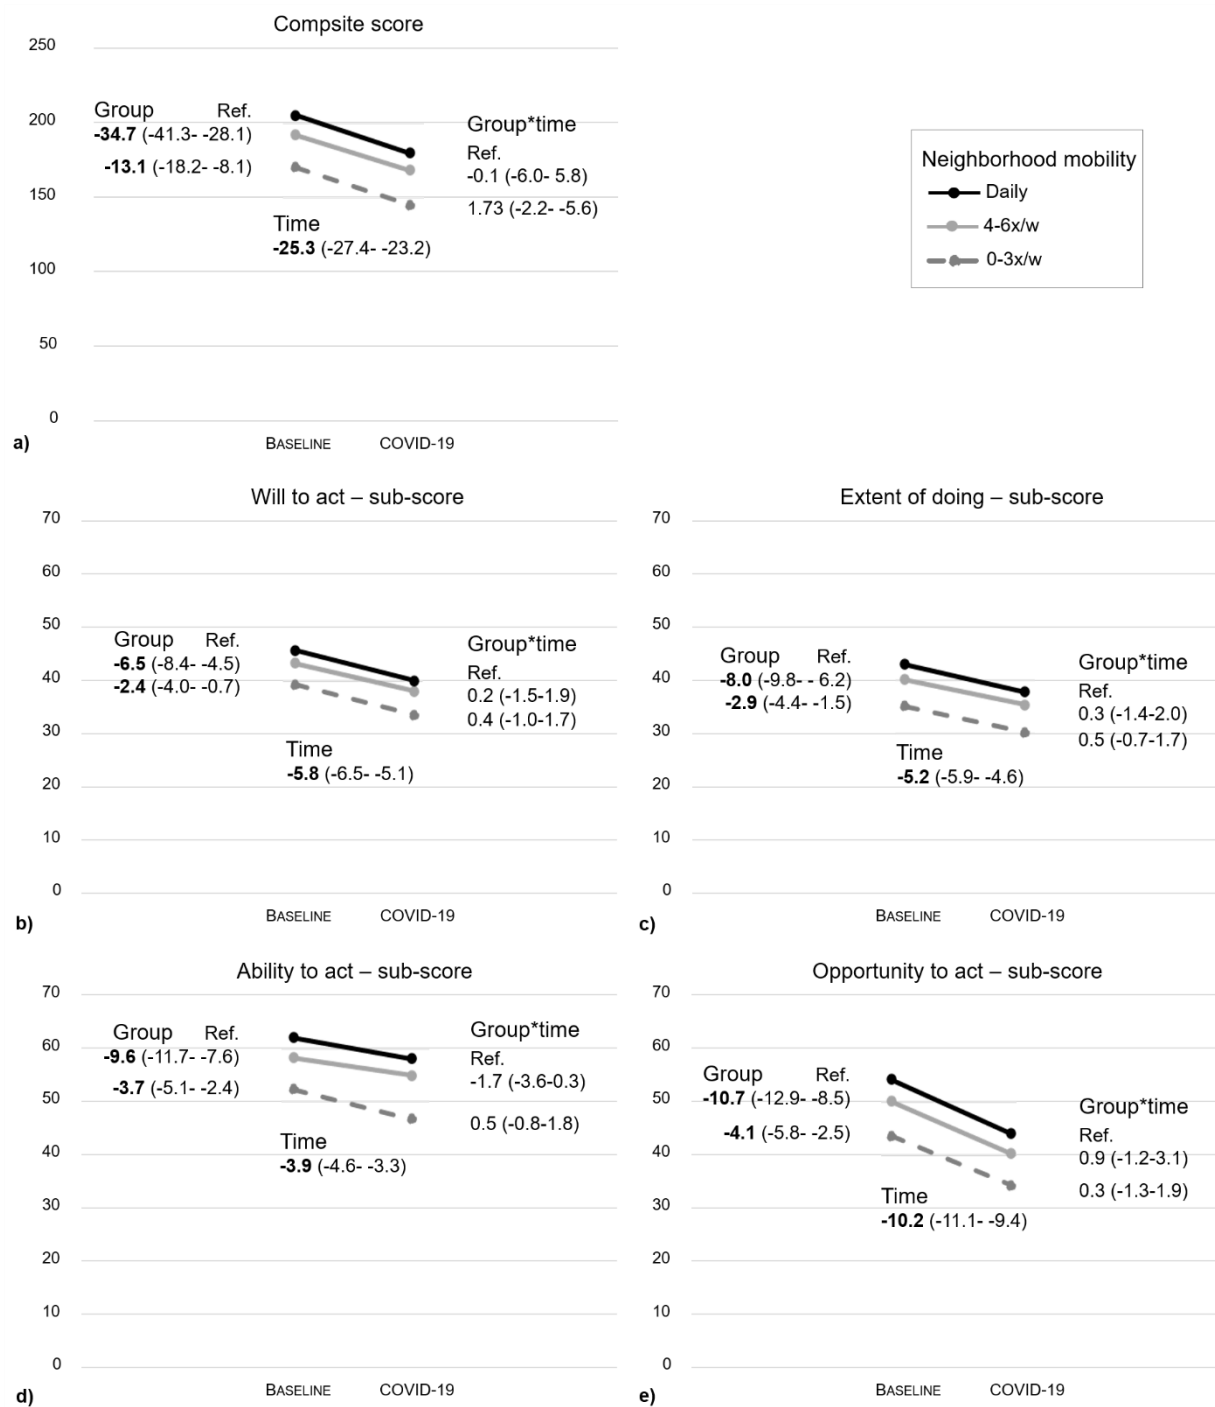 Compsite score
250
200
150
100
50
0
Group Ref.
-34.7 (-41.3- -28.1)
-13.1 (-18.2- -8.1)
Time
-25.3 (-27.4- -23.2)
Group*time
Ref.
-0.1 (-6.0- 5.8)
1.73 (-2.2- -5.6)
BASELINE COVID-19
a)
Neighborhood mobility
Daily
4-6x/w
0-3x/w
Will to act – sub-score
70
60
50
40
30
20
10
0
Group Ref.
-6.5 (-8.4- -4.5)
-2.4 (-4.0- -0.7)
Time
-5.8 (-6.5- -5.1)
Group*time
Ref.
0.2 (-1.5-1.9)
0.4 (-1.0-1.7)
BASELINE COVID-19
b)
Extent of doing – sub-score
70
60
50
40
30
20
10
0
Group Ref.
-8.0 (-9.8- - 6.2)
-2.9 (-4.4- -1.5)
Time
-5.2 (-5.9- -4.6)
Group*time
Ref.
0.3 (-1.4-2.0)
0.5 (-0.7-1.7)
BASELINE COVID-19
c)
Ability to act – sub-score
70
60
50
40
30
20
10
0
Group Ref.
-9.6 (-11.7- -7.6)
-3.7 (-5.1- -2.4)
Time
-3.9 (-4.6- -3.3)
Group*time
Ref.
-1.7 (-3.6-0.3)
0.5 (-0.8-1.8)
BASELINE COVID-19
d)
Opportunity to act – sub-score
70
60
50
40
30
20
10
0
Group Ref.
-10.7 (-12.9- -8.5)
-4.1 (-5.8- -2.5)
Time
-10.2 (-11.1- -9.4)
Group*time
Ref.
0.9 (-1.2-3.1)
0.3 (-1.3-1.9)
BASELINE COVID-19
e)